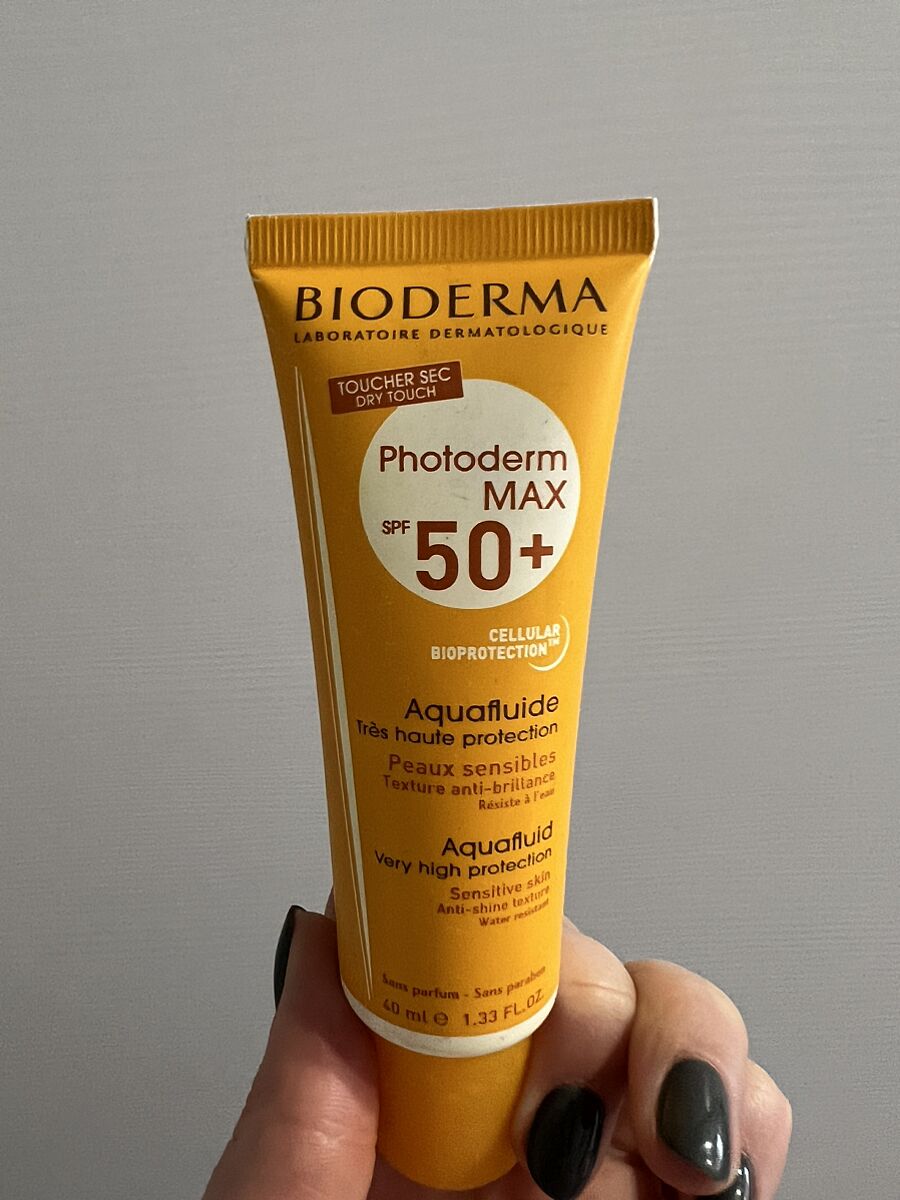 BIODERMA
LABORATOIRE DERMATOLOGIQUE
TOUCHER SEC
DRY TOUCH
Photoderm
MAX
SPF 50+
CELLULAR
BIOPROTECTION™
Aquafluide
Très haute protection
Peaux sensibles
Texture anti-brillance
Résiste à l'eau
Aquafluid
Very high protection
Sensitive skin
Anti-shine texture
Water resistant
Sans parfum - Sans paraben
40 ml ℮ 1.33 FL.OZ.